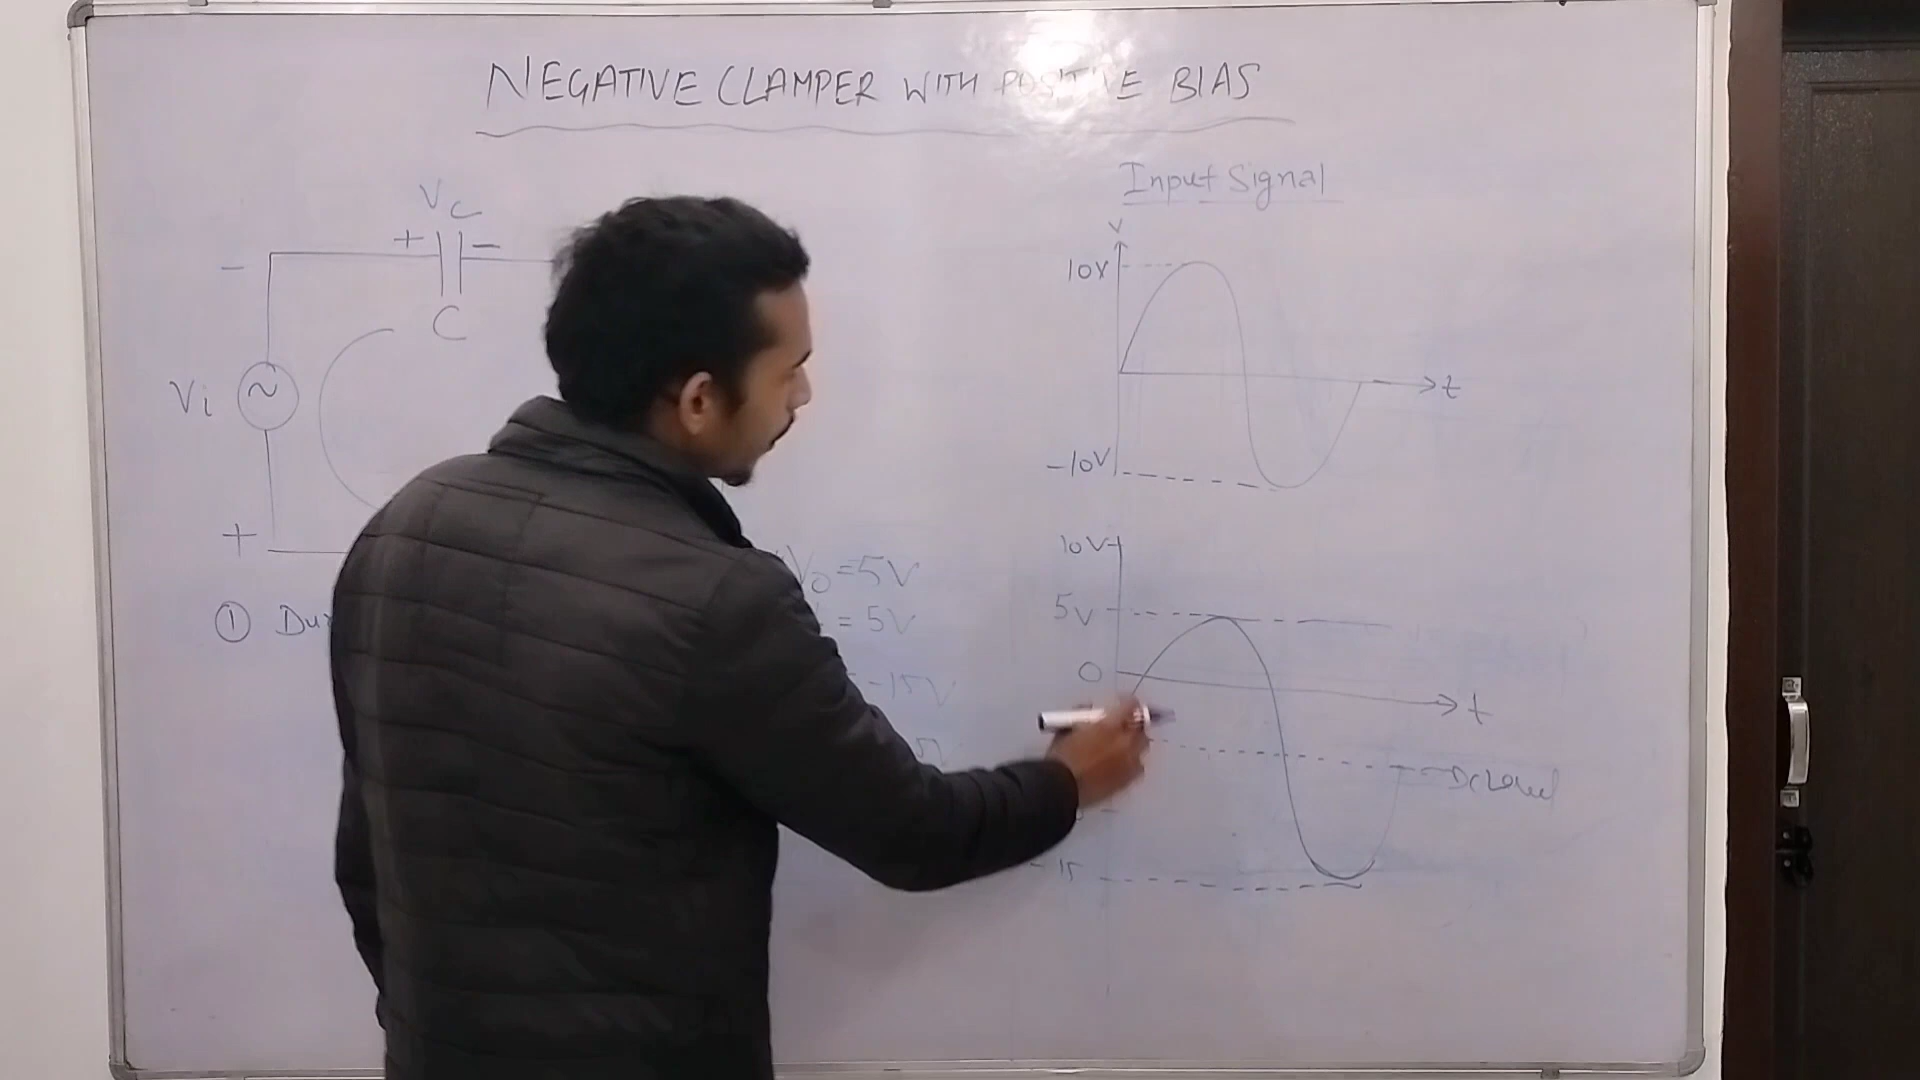 NEGATIVE CLAMPER WITH POSITIVE BIAS
Input Signal
Vc
+ -
-
C
Vi
~
+
V
10V
t
-10V
① Dur
Vo=5V
= 5V
= -15V
10V
5V
0
t
DC Level
-15